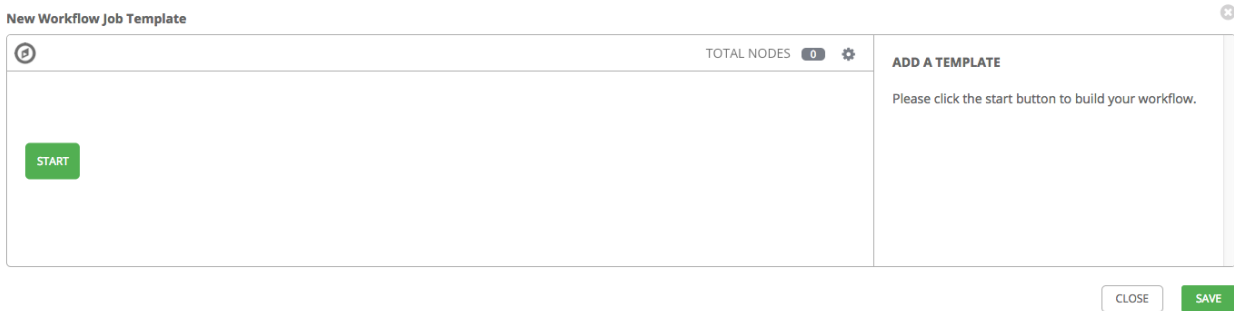 New Workflow Job Template
TOTAL NODES 0
ADD A TEMPLATE
Please click the start button to build your workflow.
START
CLOSE SAVE